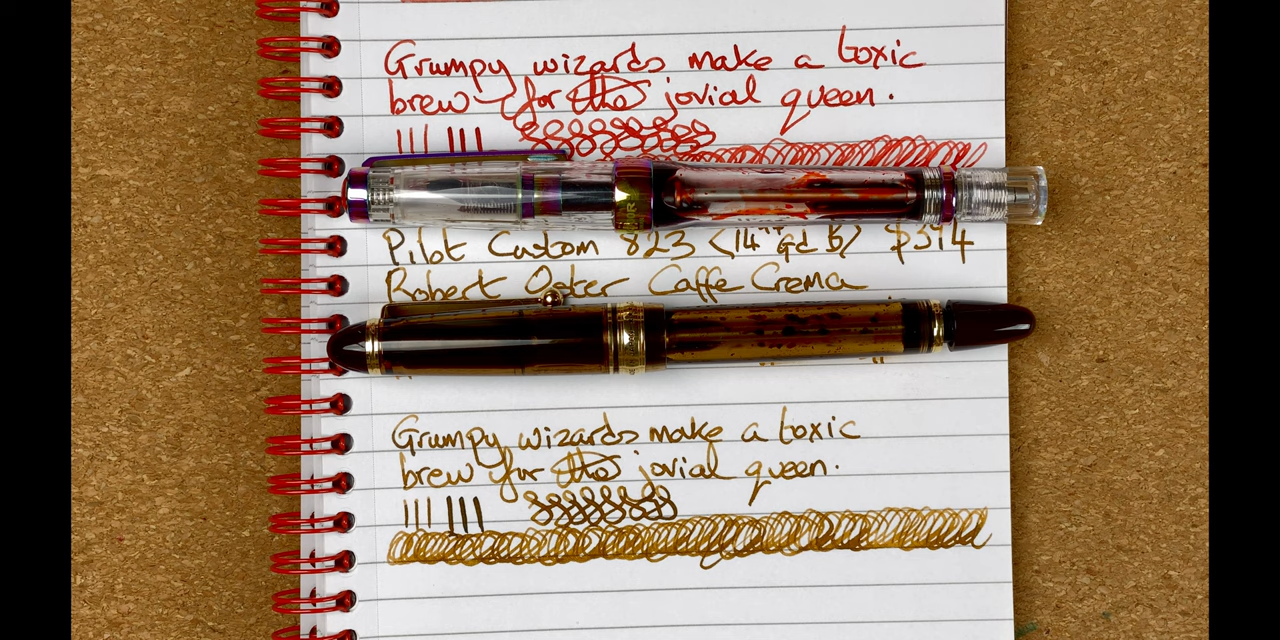 Grumpy wizards make a toxic
brew for the jovial queen.
Pilot Custom 823 (14ct Gd B) $394
Robert Oster Caffe Crema
Grumpy wizards make a toxic
brew for the jovial queen.